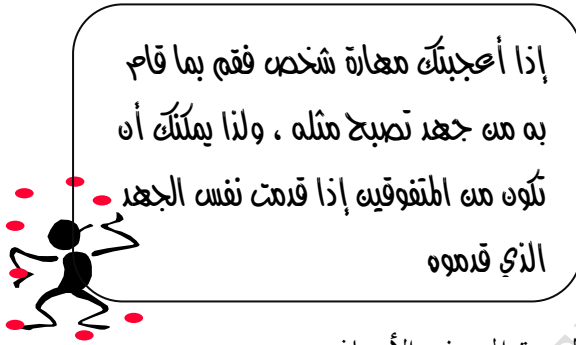 إذا أعجبتك مهارة شخص فقم بما قام
به من جهد تصبح مثله ، ولذا يمكنك أن
تكون من المتفوقين إذا قدمت نفس الجهد
الذي قدموه